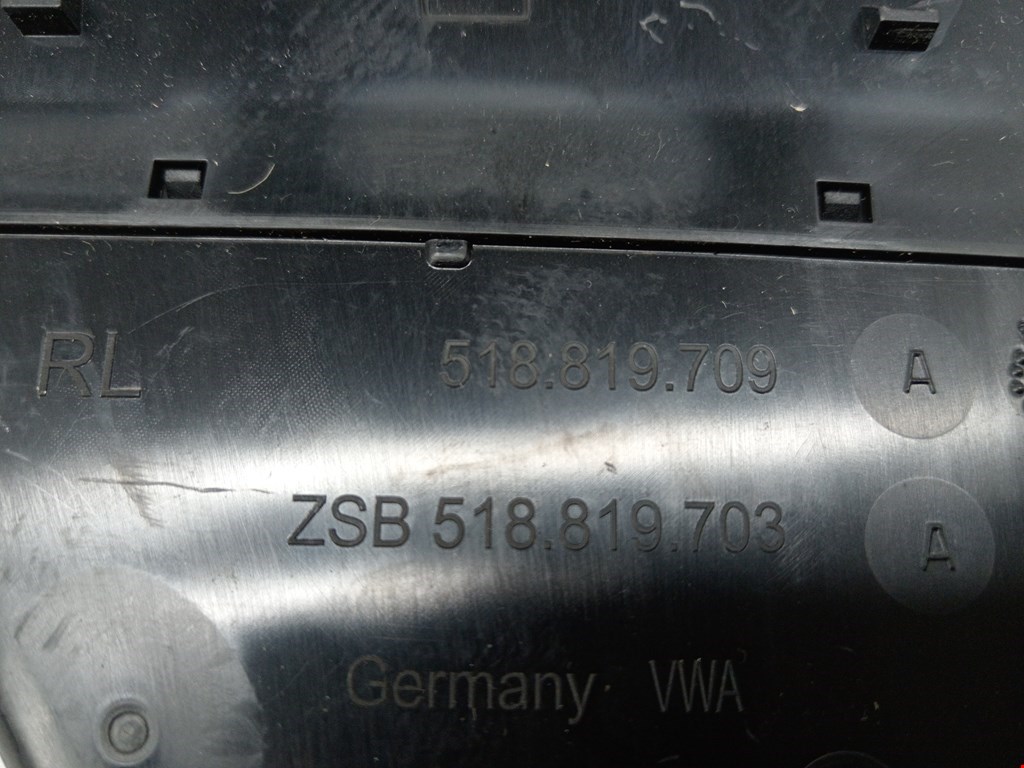 RL 518.819.709 A
ZSB 518.819.703 A
Germany VWA